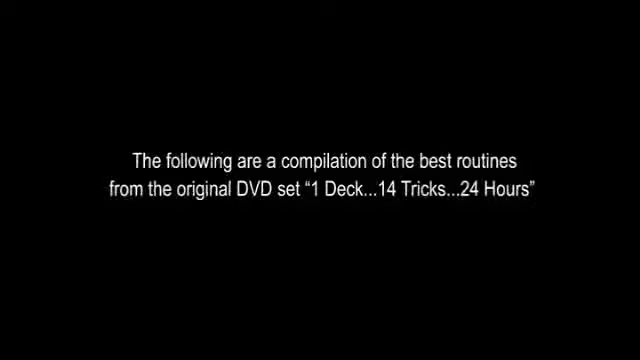 The following are a compilation of the best routines
from the original DVD set “1 Deck...14 Tricks...24 Hours”